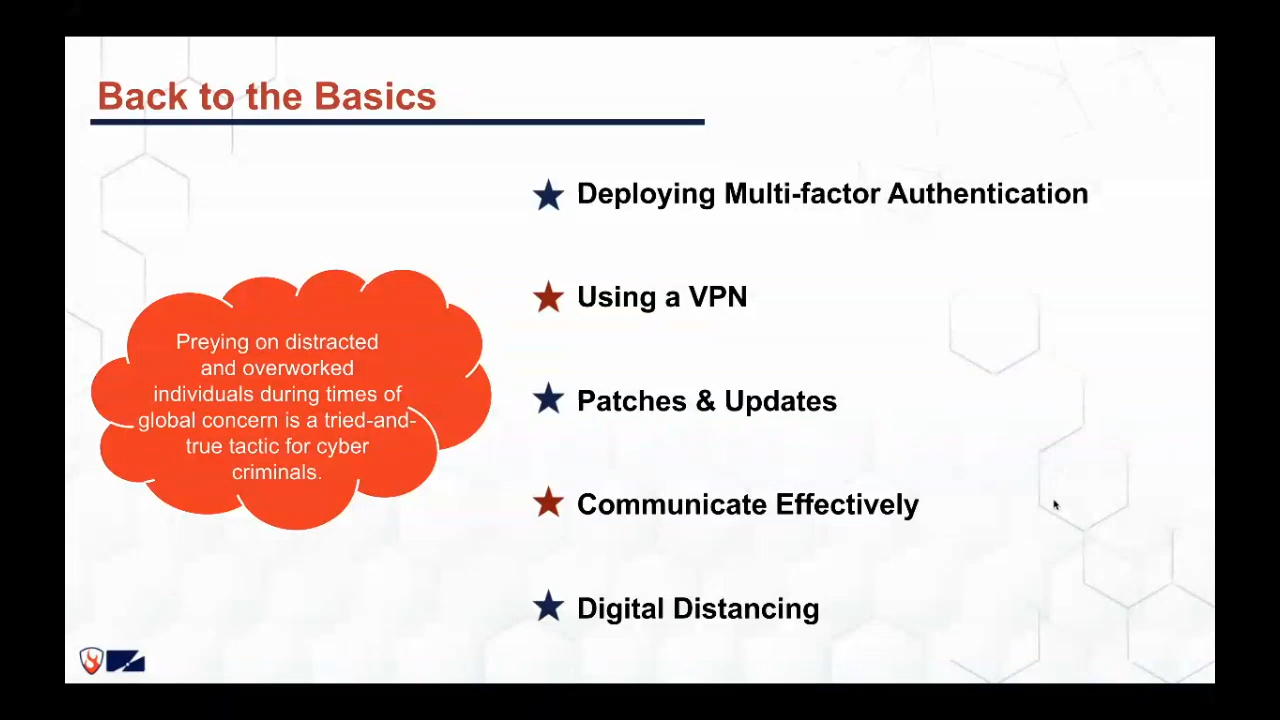 Back to the Basics
Preying on distracted
and overworked
individuals during times of
global concern is a tried-and-
true tactic for cyber
criminals.
Deploying Multi-factor Authentication
Using a VPN
Patches & Updates
Communicate Effectively
Digital Distancing